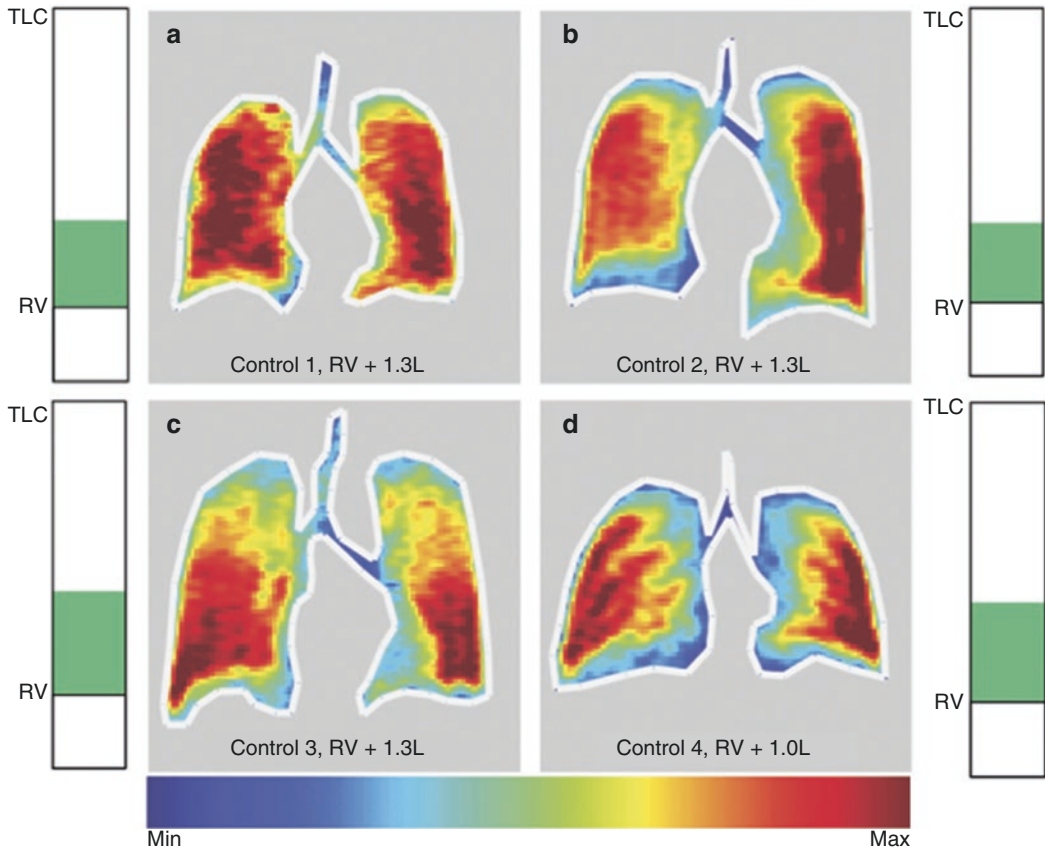 TLC
RV
a
Control 1, RV + 1.3L
b
Control 2, RV + 1.3L
TLC
RV
TLC
RV
c
Control 3, RV + 1.3L
d
Control 4, RV + 1.0L
TLC
RV
Min
Max